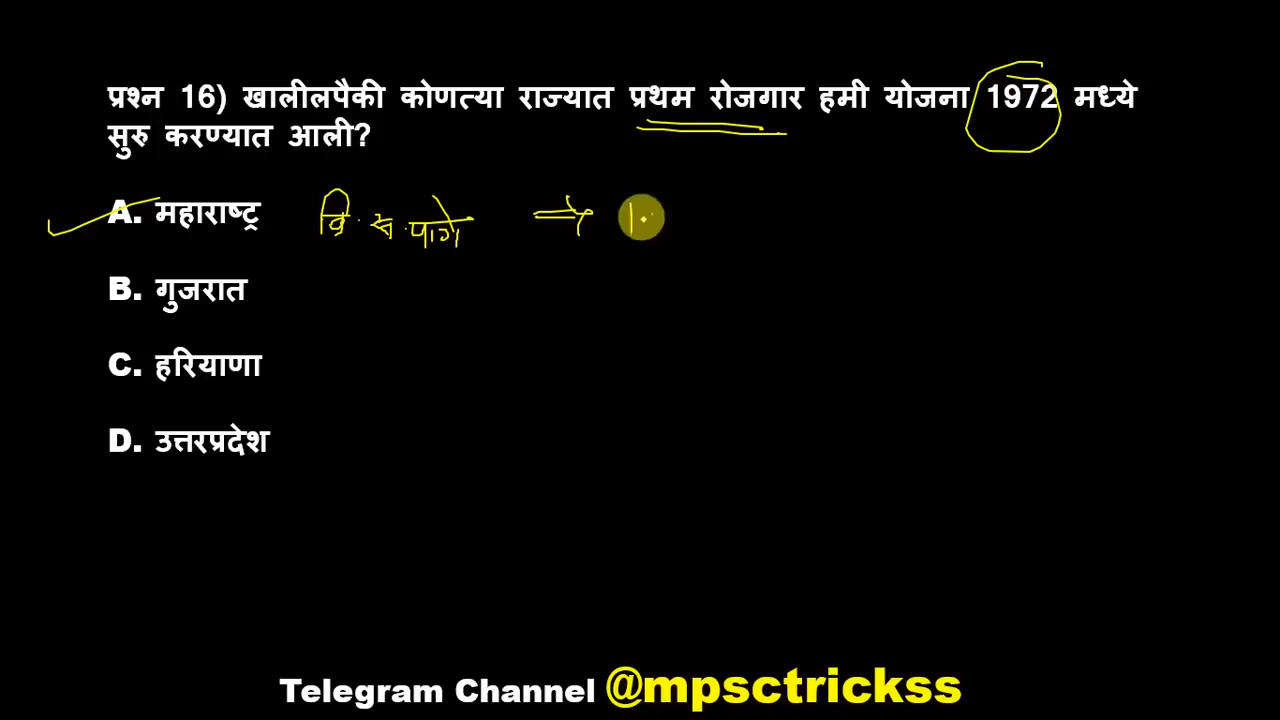 प्रश्न 16) खालीलपैकी कोणत्या राज्यात प्रथम रोजगार हमी योजना 1972 मध्ये
सुरु करण्यात आली?
A. महाराष्ट्र वि. स. पागे ⇒
B. गुजरात
C. हरियाणा
D. उत्तरप्रदेश
Telegram Channel @mpsctrickss